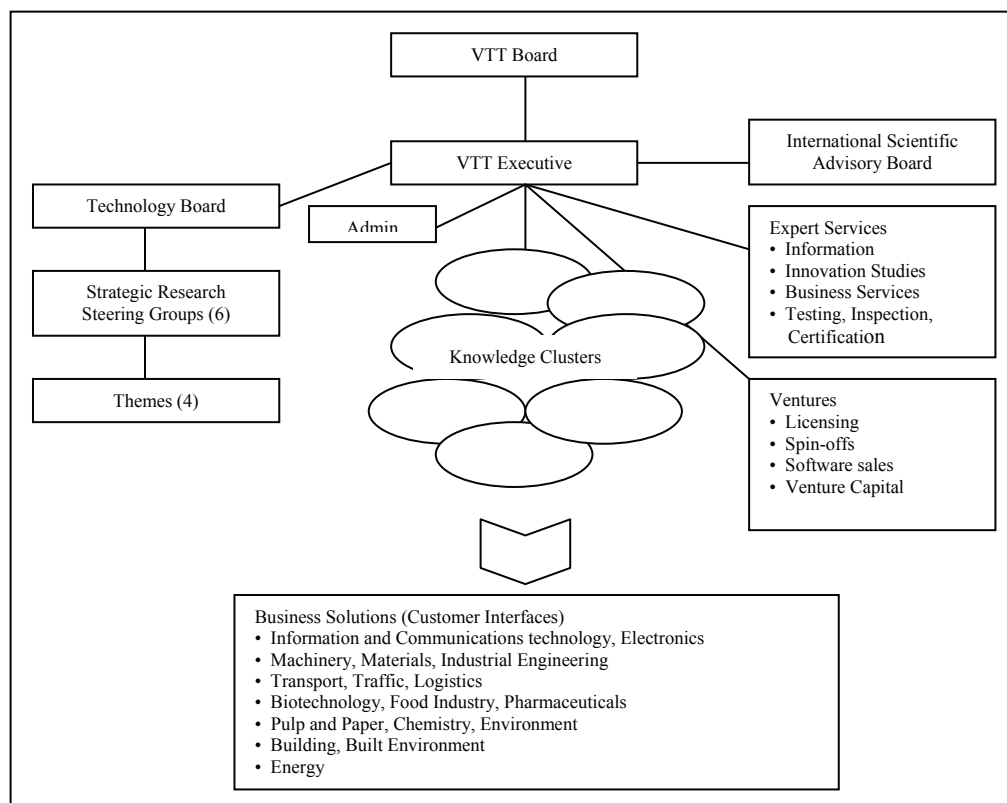 VTT Board
VTT Executive
International Scientific
Advisory Board
Technology Board
Admin
Strategic Research
Steering Groups (6)
Themes (4)
Knowledge Clusters
Expert Services
• Information
• Innovation Studies
• Business Services
• Testing, Inspection,
Certification
Ventures
• Licensing
• Spin-offs
• Software sales
• Venture Capital
Business Solutions (Customer Interfaces)
• Information and Communications technology, Electronics
• Machinery, Materials, Industrial Engineering
• Transport, Traffic, Logistics
• Biotechnology, Food Industry, Pharmaceuticals
• Pulp and Paper, Chemistry, Environment
• Building, Built Environment
• Energy